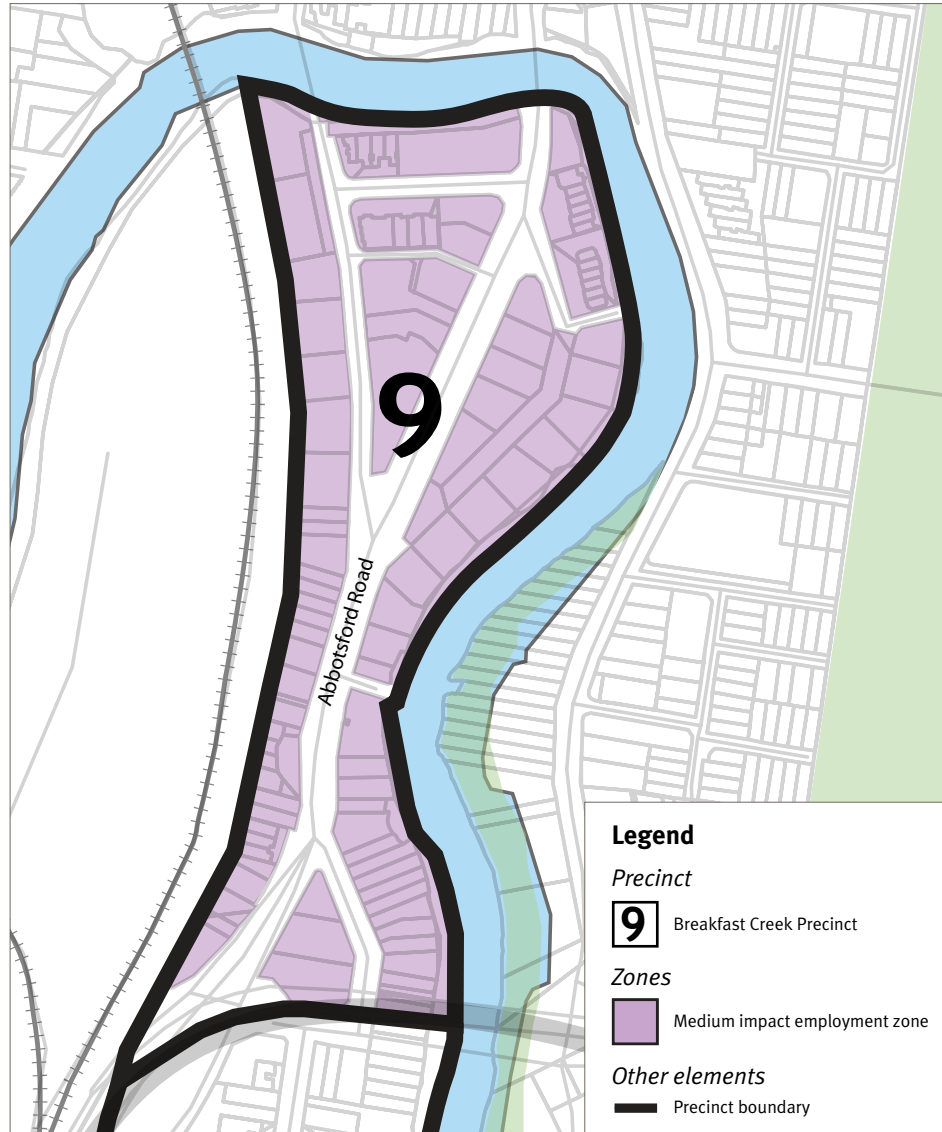 9
Abbotsford Road
Legend
Precinct
9 Breakfast Creek Precinct
Zones
Medium impact employment zone
Other elements
Precinct boundary